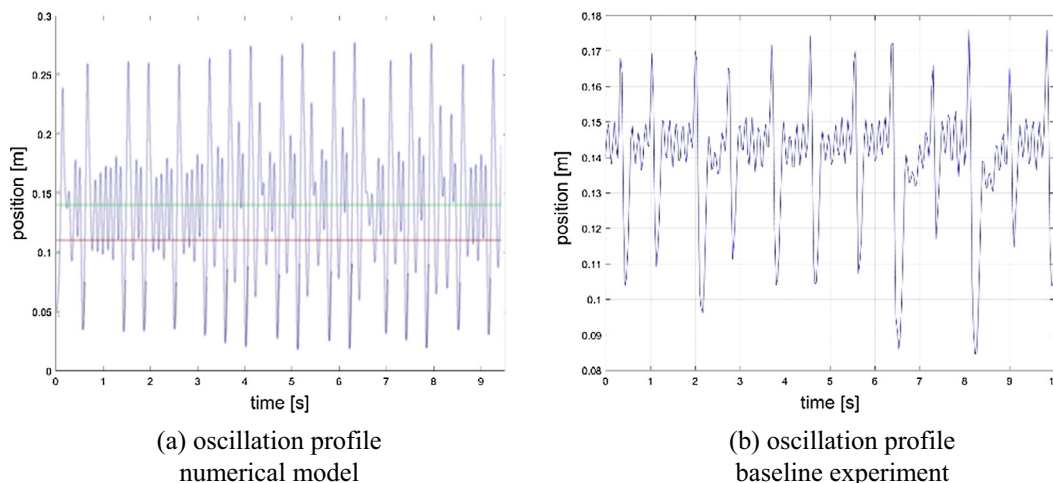 0.3
0.25
0.2
0.15
0.1
0.05
0
position [m]
0 1 2 3 4 5 6 7 8 9
time [s]
(a) oscillation profile
numerical model
0.18
0.17
0.16
0.15
0.14
0.13
0.12
0.11
0.1
0.09
0.08
position [m]
0 1 2 3 4 5 6 7 8 9 10
time [s]
(b) oscillation profile
baseline experiment